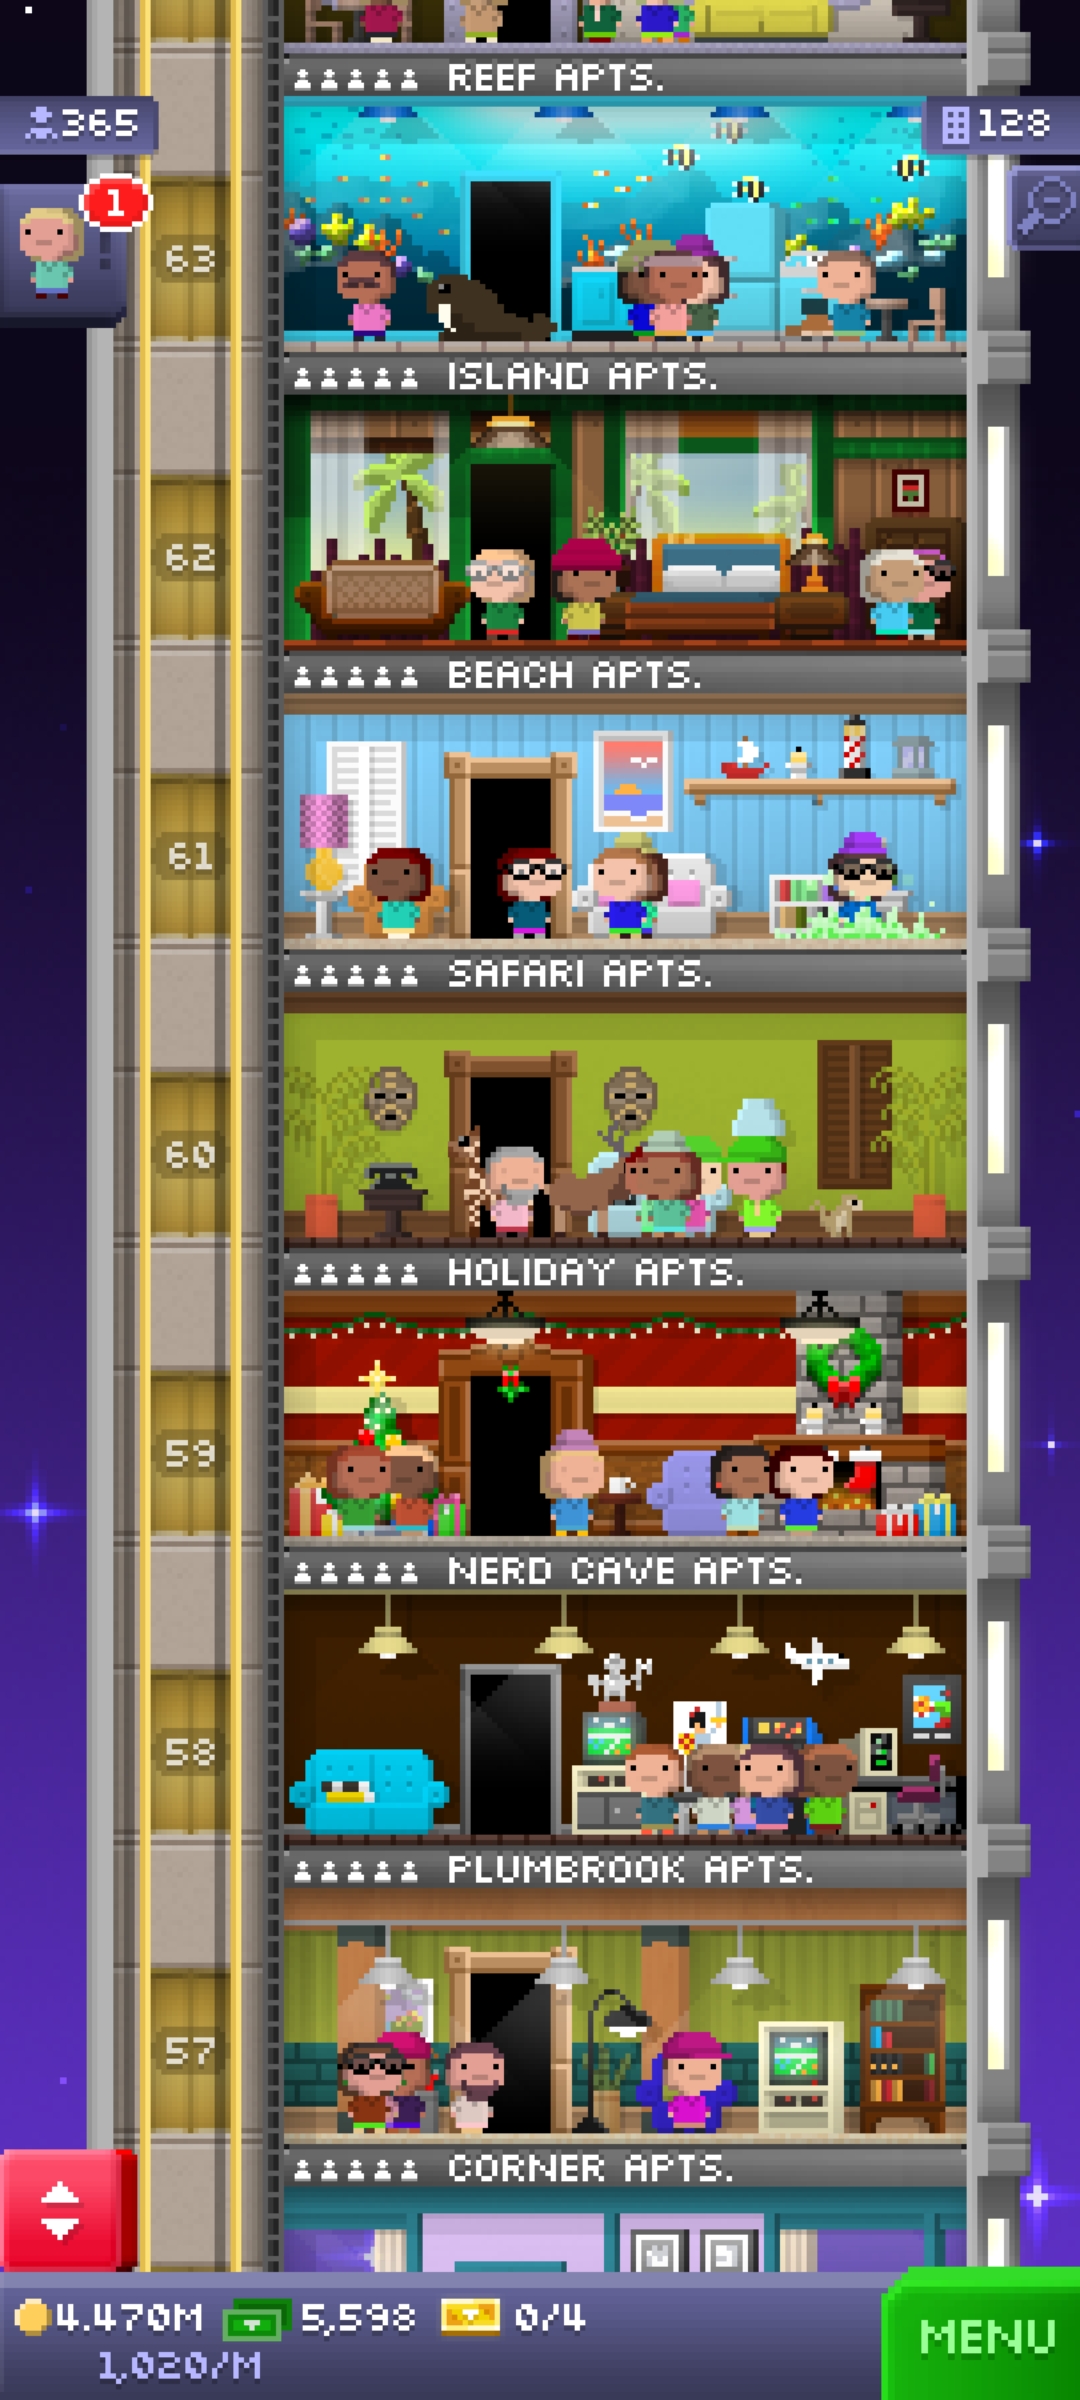 REEF APTS.
365
128
1
63
ISLAND APTS.
62
BEACH APTS.
61
SAFARI APTS.
60
HOLIDAY APTS.
59
NERD CAVE APTS.
58
PLUMBROOK APTS.
57
CORNER APTS.
4.470M 5,598 0/4
1,020/M
MENU